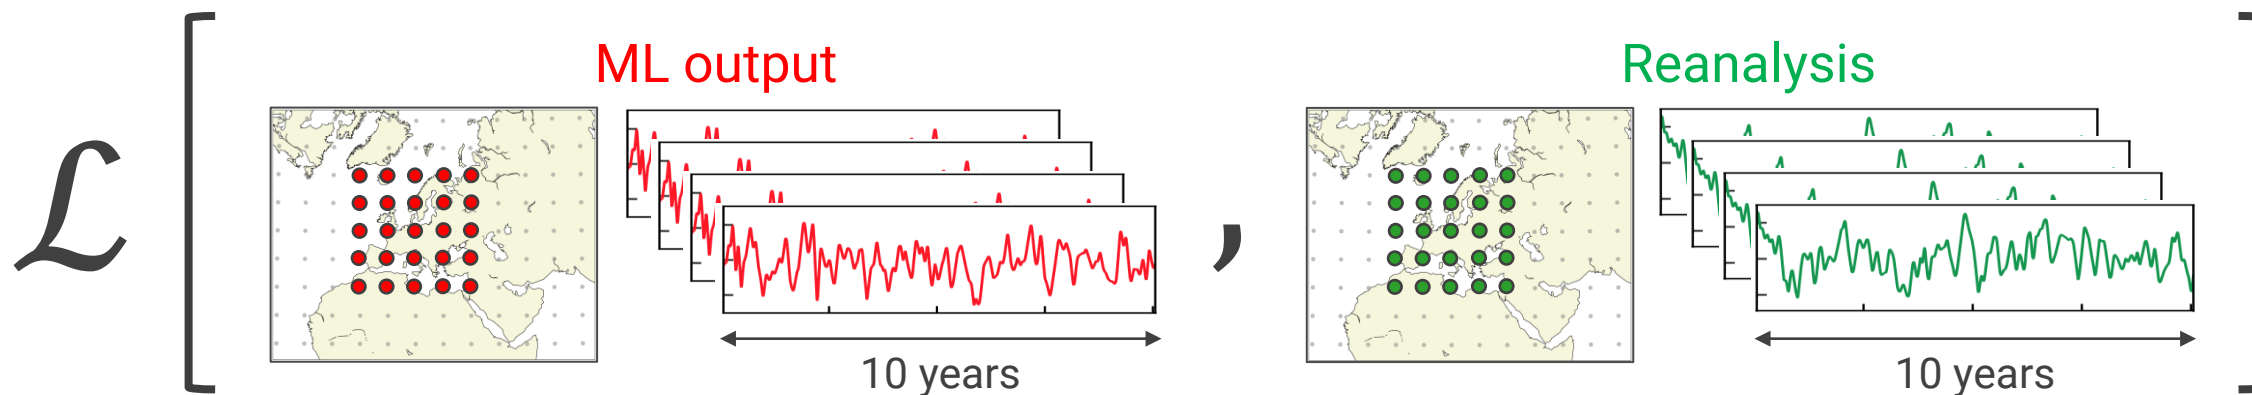 ML output
Reanalysis
ℒ [ , ]
10 years
10 years